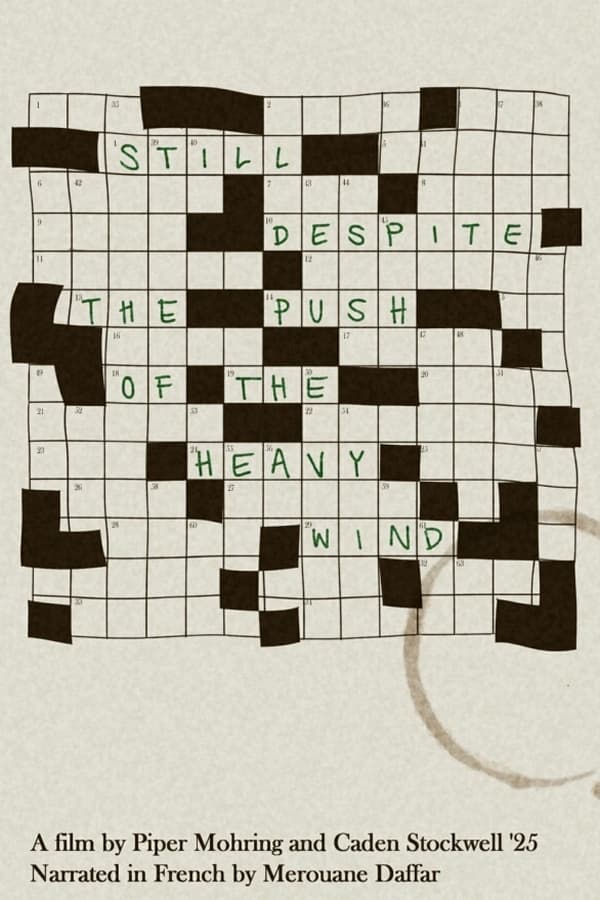 STILL
DESPITE
THE PUSH
OF THE
HEAVY
WIND
A film by Piper Mohring and Caden Stockwell '25
Narrated in French by Merouane Daffar